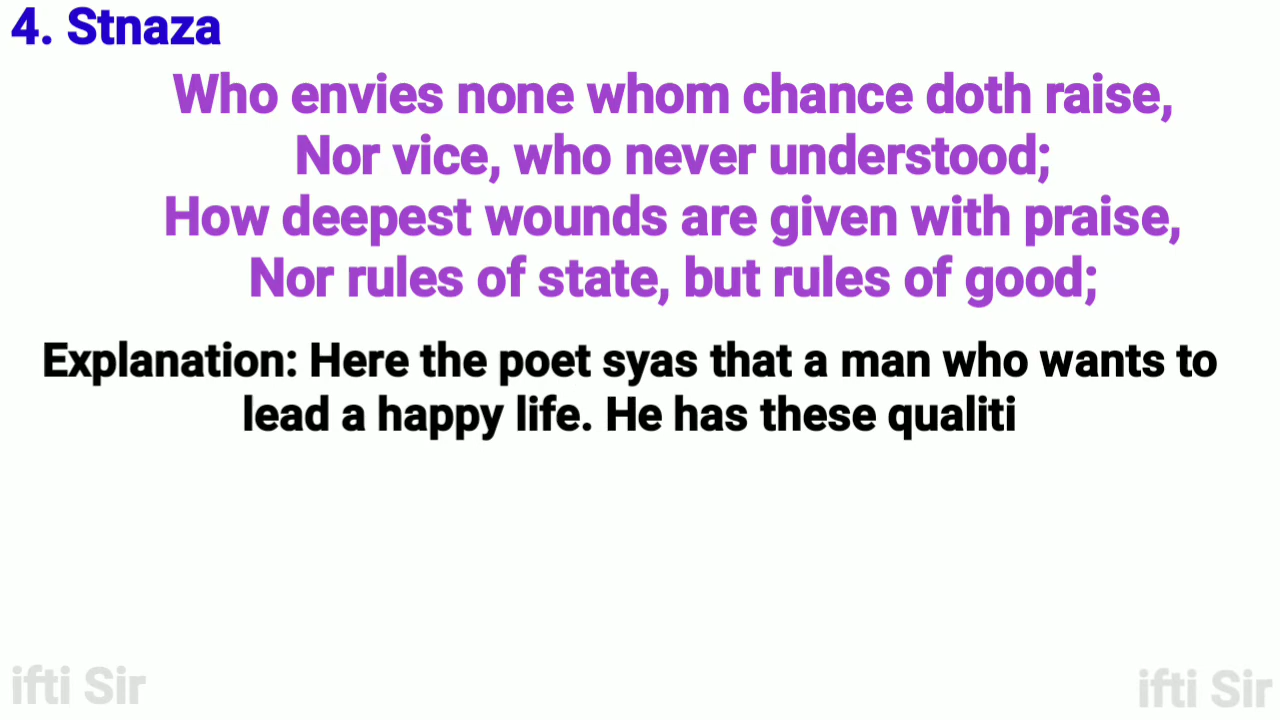 4. Stnaza
Who envies none whom chance doth raise,
Nor vice, who never understood;
How deepest wounds are given with praise,
Nor rules of state, but rules of good;
Explanation: Here the poet syas that a man who wants to
lead a happy life. He has these qualiti
ifti Sir
ifti Sir